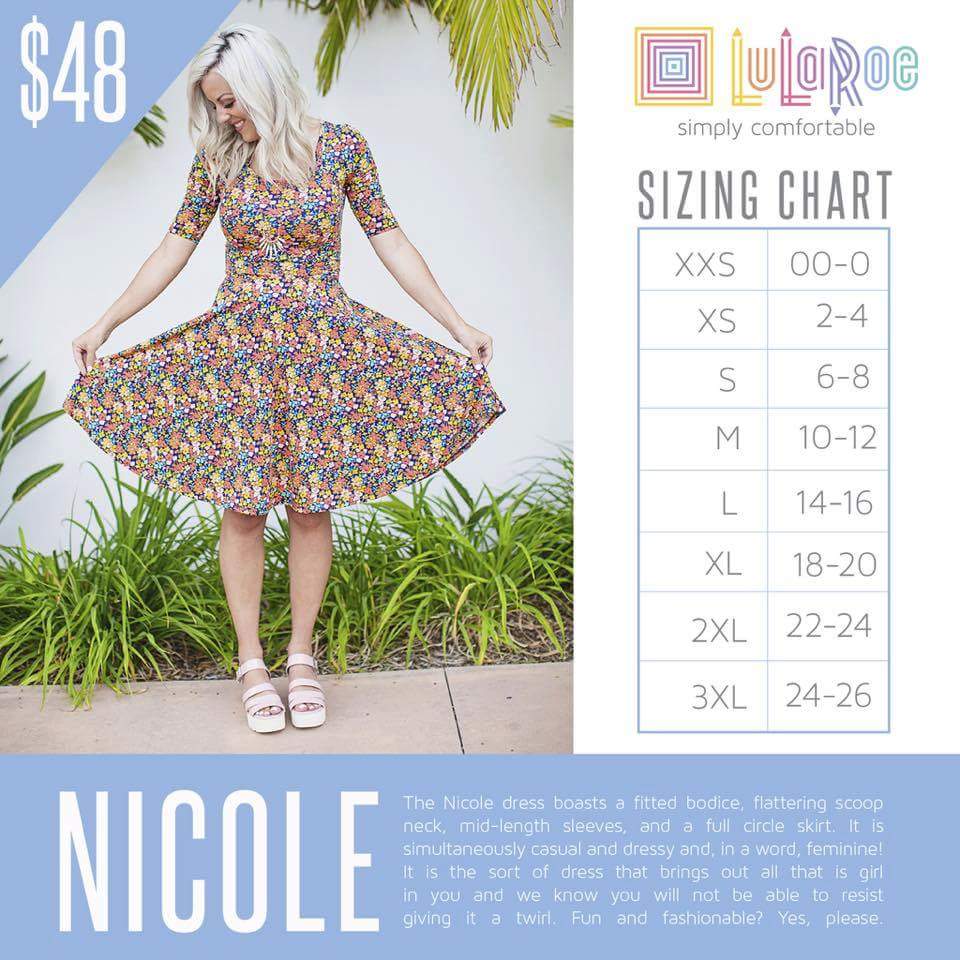 $48
LuLaRoe
simply comfortable
SIZING CHART
XXS 00-0
XS 2-4
S 6-8
M 10-12
L 14-16
XL 18-20
2XL 22-24
3XL 24-26
NICOLE
The Nicole dress boasts a fitted bodice, flattering scoop
neck, mid-length sleeves, and a full circle skirt. It is
simultaneously casual and dressy and, in a word, feminine!
It is the sort of dress that brings out all that is girl
in you and we know you will not be able to resist
giving it a twirl. Fun and fashionable? Yes, please.